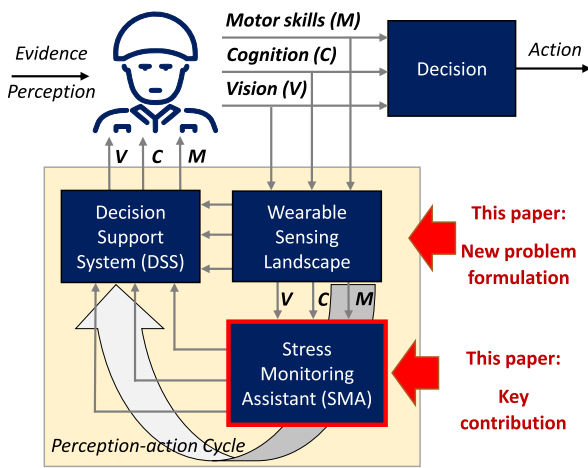 Motor skills (M)
Evidence
Cognition (C)
Perception
Vision (V)
Decision
Action
V
C
M
Decision
Support
System (DSS)
Wearable
Sensing
Landscape
This paper:
New problem
formulation
V
C
M
Stress
Monitoring
Assistant (SMA)
This paper:
Key
contribution
Perception-action Cycle